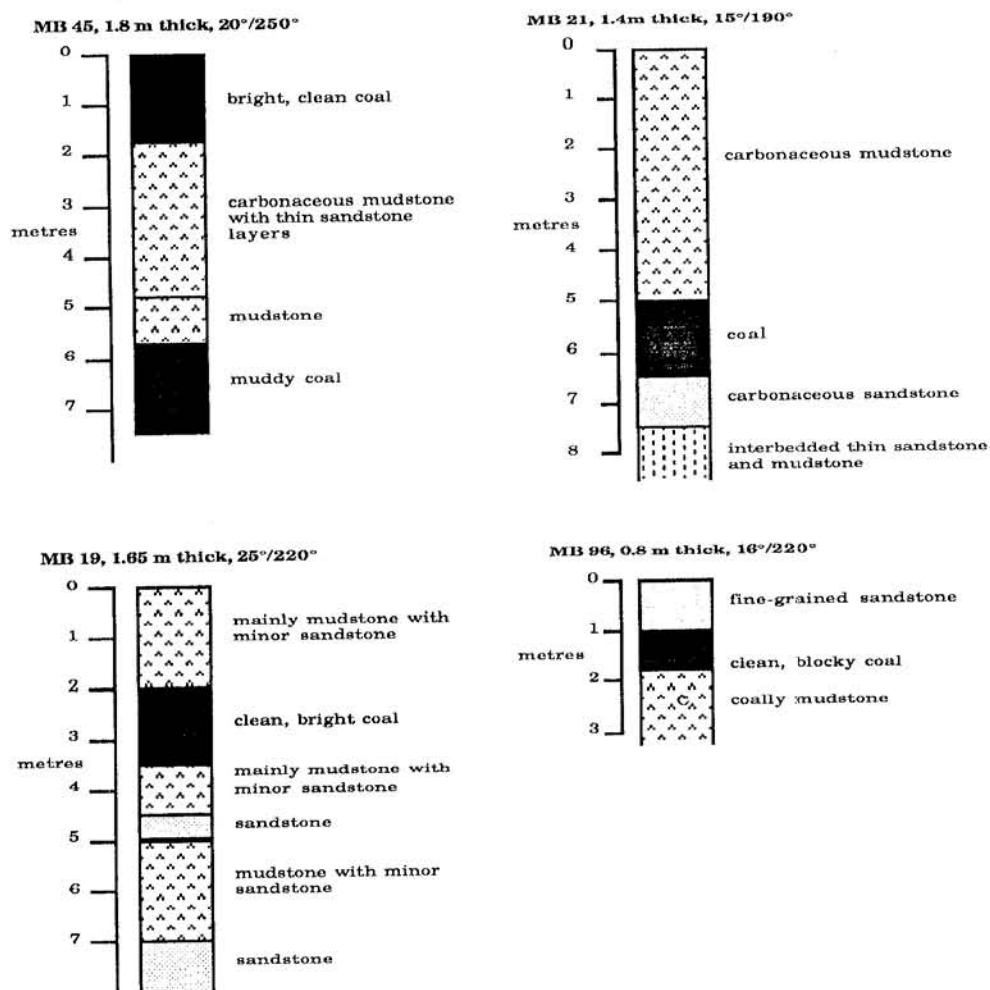 MB 45, 1.8 m thick, 20°/250°
0
1
2
3
metres
4
5
6
7
bright, clean coal
carbonaceous mudstone
with thin sandstone
layers
mudstone
muddy coal
MB 21, 1.4m thick, 15°/190°
0
1
2
3
metres
4
5
6
7
8
carbonaceous mudstone
coal
carbonaceous sandstone
interbedded thin sandstone
and mudstone
MB 19, 1.65 m thick, 25°/220°
0
1
2
3
metres
4
5
6
7
mainly mudstone with
minor sandstone
clean, bright coal
mainly mudstone with
minor sandstone
sandstone
mudstone with minor
sandstone
sandstone
MB 96, 0.8 m thick, 16°/220°
0
1
metres
2
3
fine-grained sandstone
clean, blocky coal
C
coally mudstone